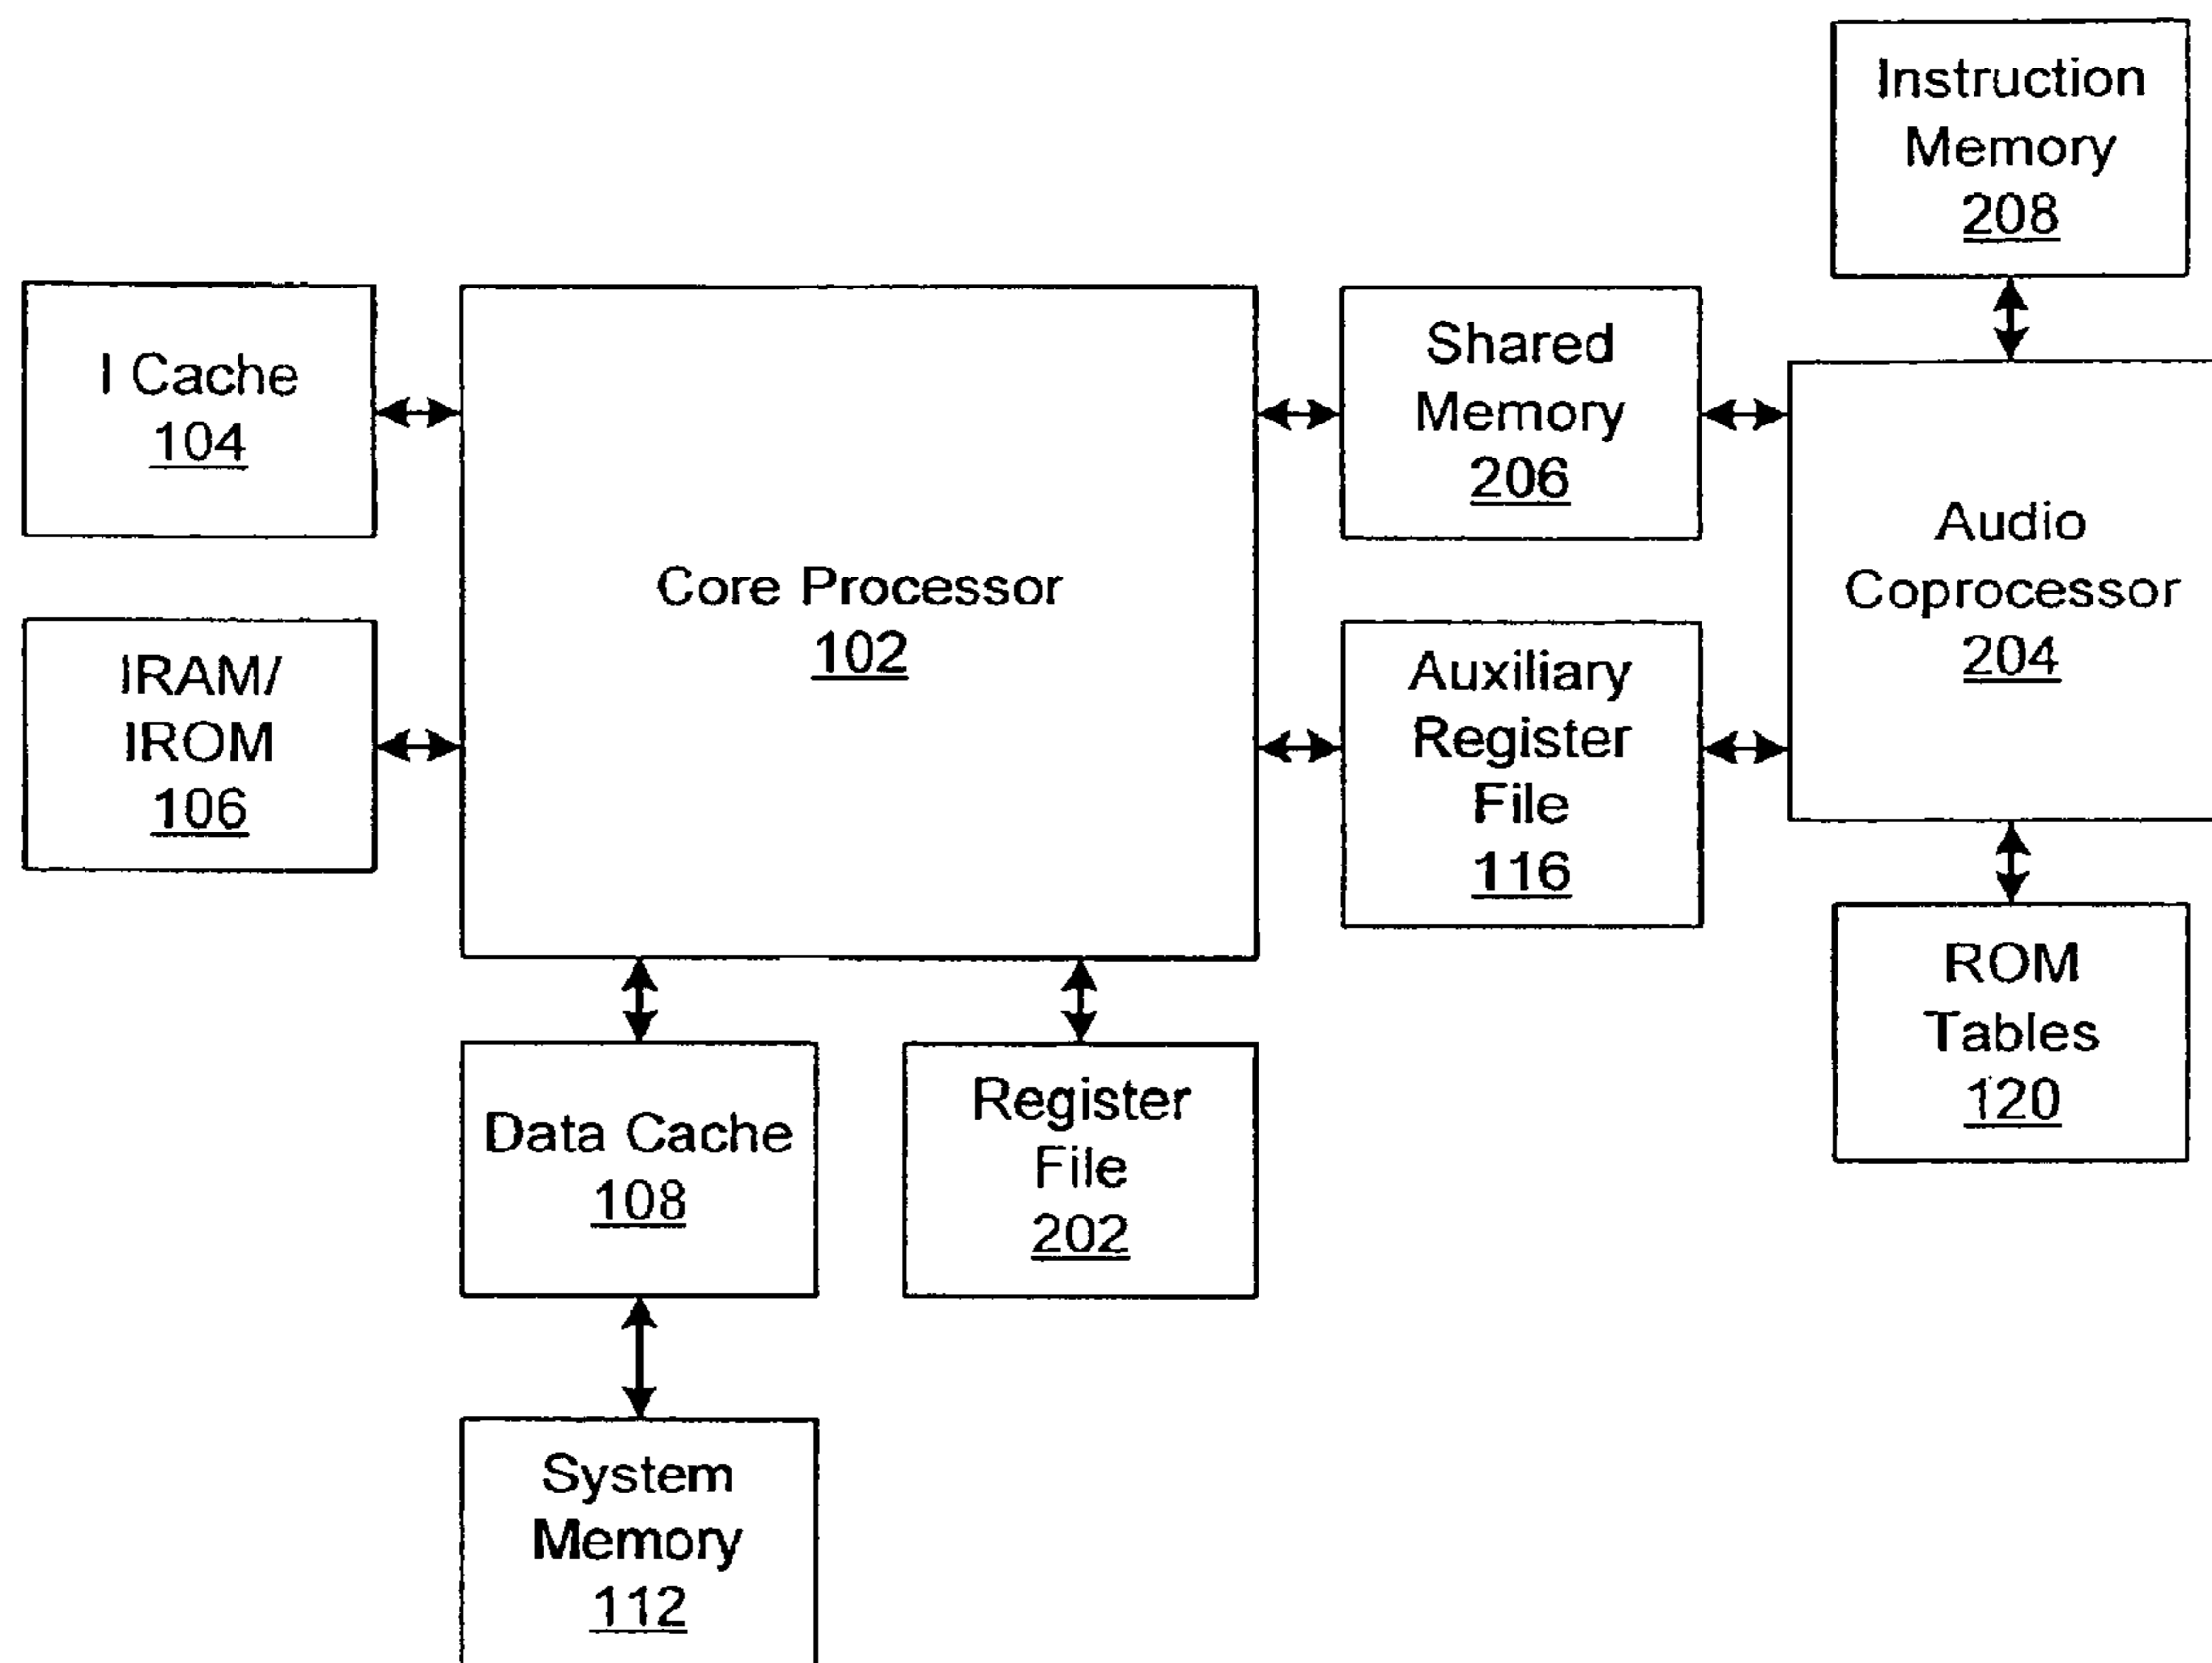 Instruction
Memory
208
I Cache
104
Core Processor
102
Shared
Memory
206
Audio
Coprocessor
204
IRAM/
IROM
106
Auxiliary
Register
File
116
ROM
Tables
120
Data Cache
108
Register
File
202
System
Memory
112